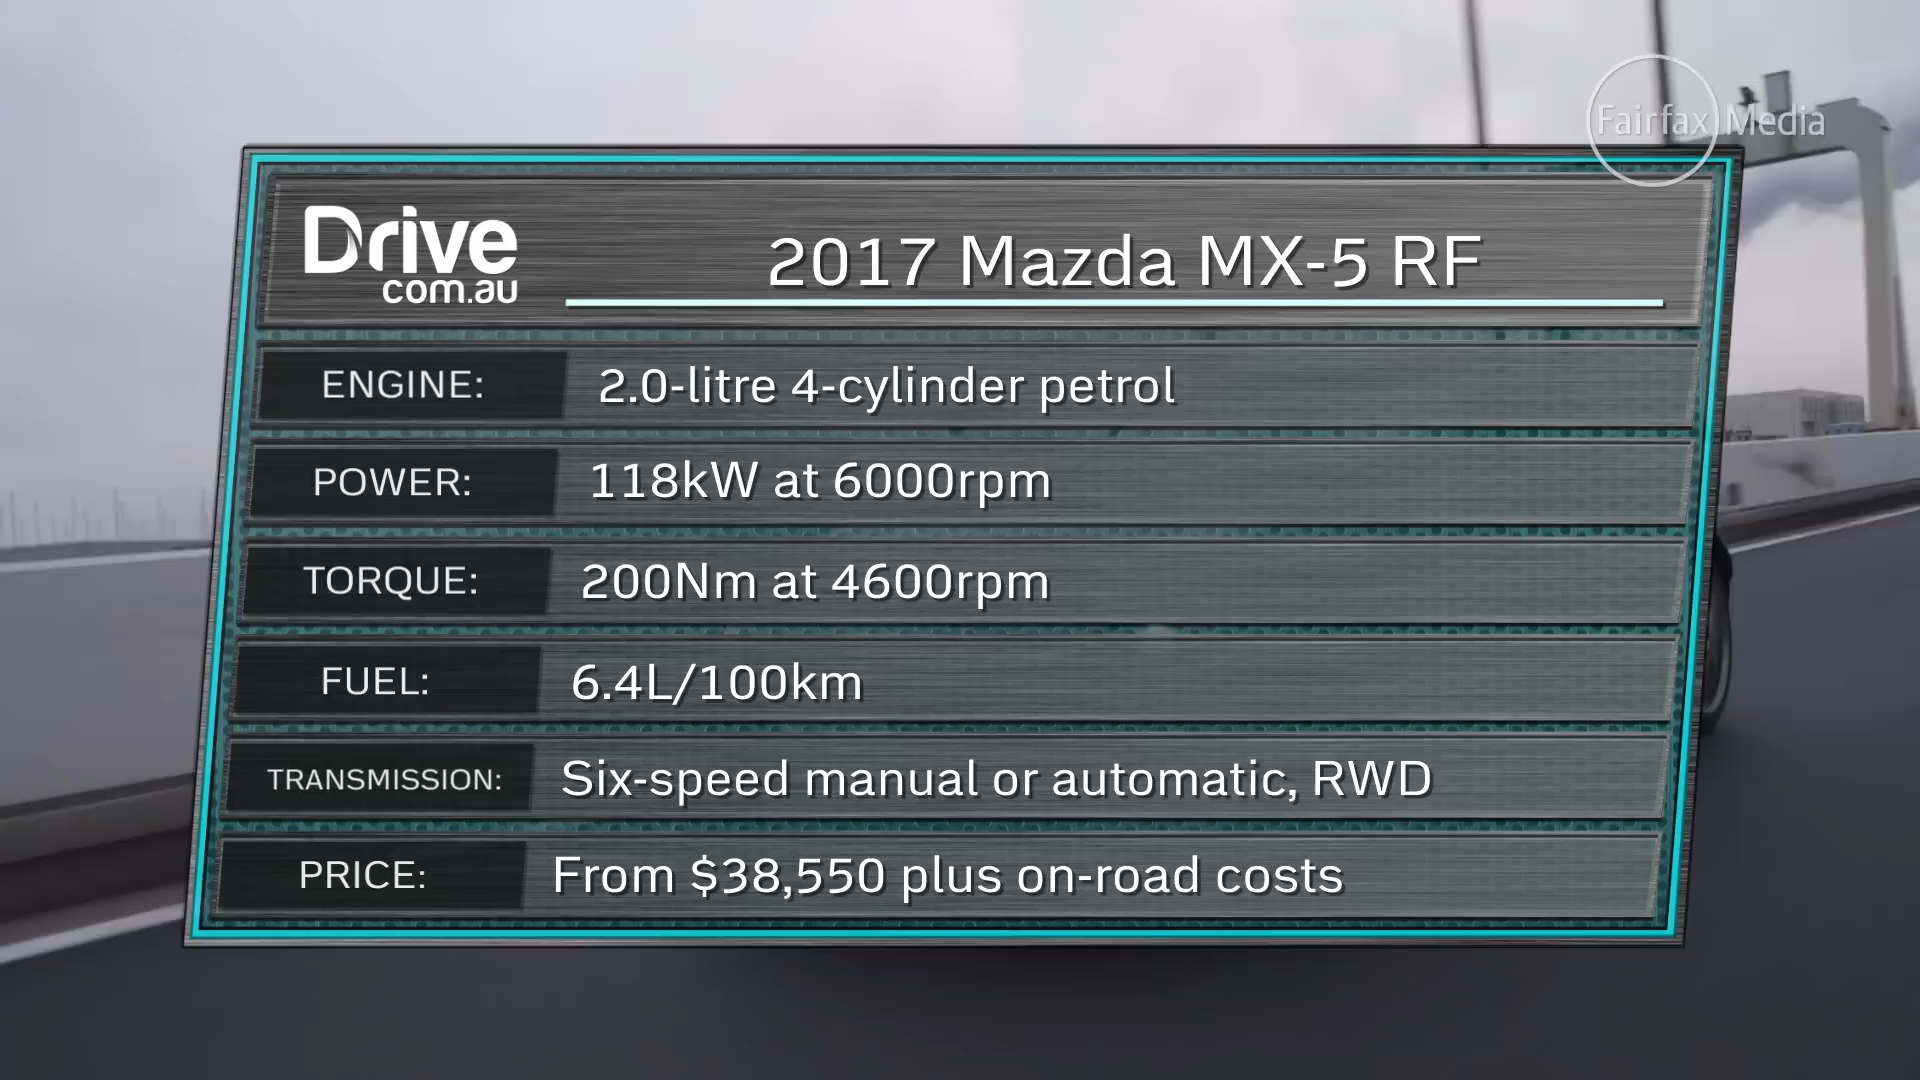 Fairfax Media
Drive
com.au
2017 Mazda MX-5 RF
ENGINE: 2.0-litre 4-cylinder petrol
POWER: 118kW at 6000rpm
TORQUE: 200Nm at 4600rpm
FUEL: 6.4L/100km
TRANSMISSION: Six-speed manual or automatic, RWD
PRICE: From $38,550 plus on-road costs